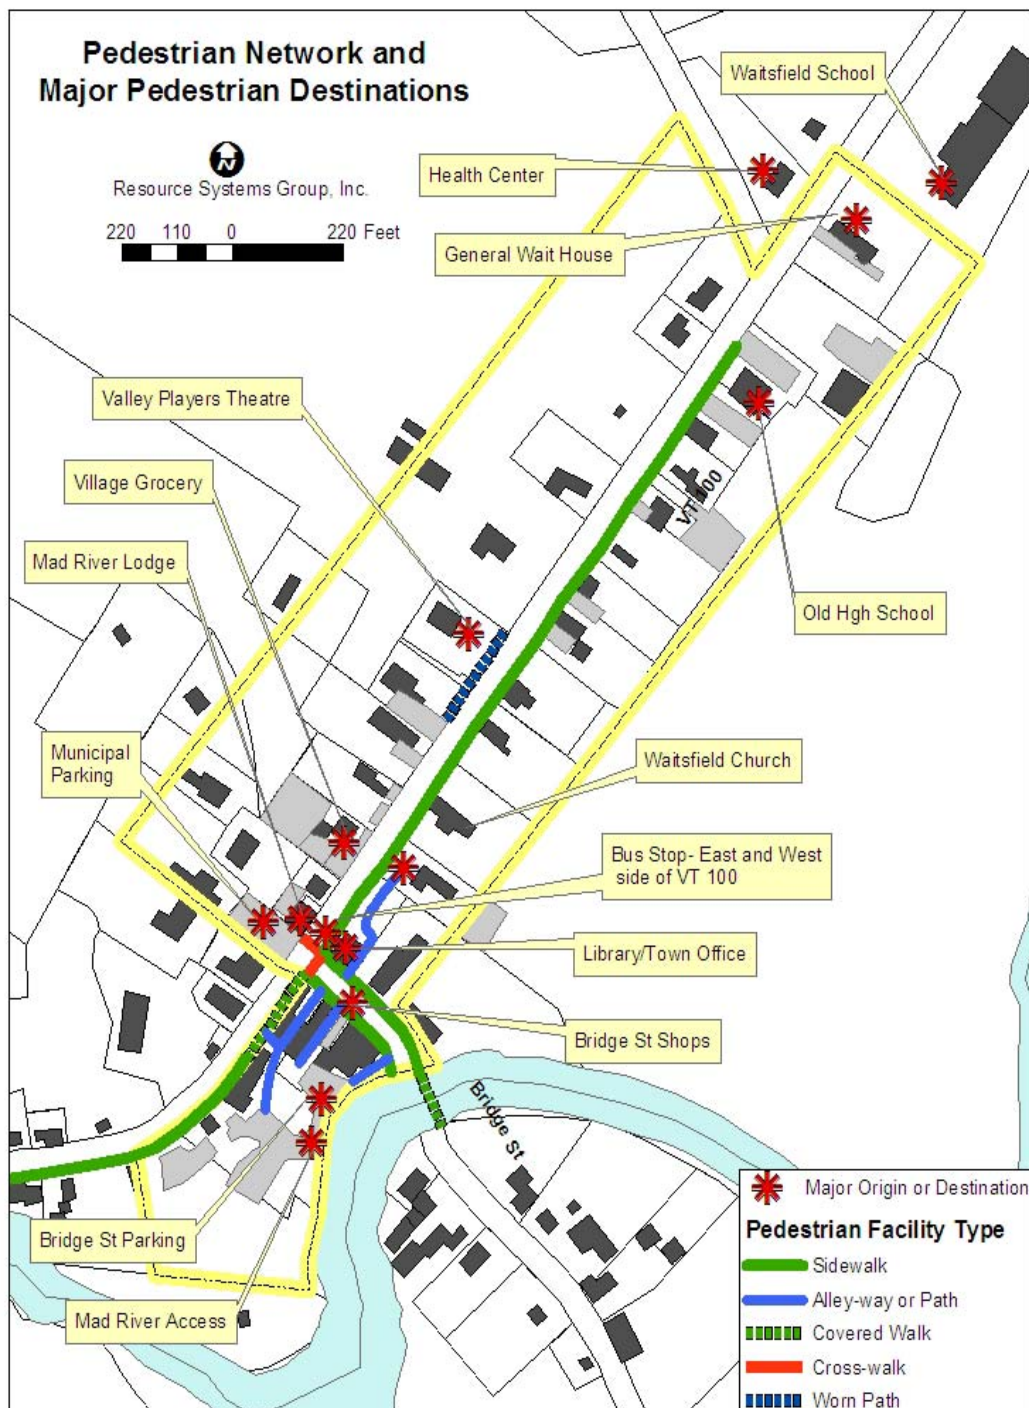 Pedestrian Network and
Major Pedestrian Destinations
N
Resource Systems Group, Inc.
220 110 0 220 Feet
Waitsfield School
Health Center
General Wait House
Valley Players Theatre
Village Grocery
Mad River Lodge
VT 100
Old Hgh School
Municipal
Parking
Waitsfield Church
Bus Stop- East and West
side of VT 100
Library/Town Office
Bridge St Shops
Bridge St
Bridge St Parking
Mad River Access
Major Origin or Destination
Pedestrian Facility Type
Sidewalk
Alley-way or Path
Covered Walk
Cross-walk
Worn Path